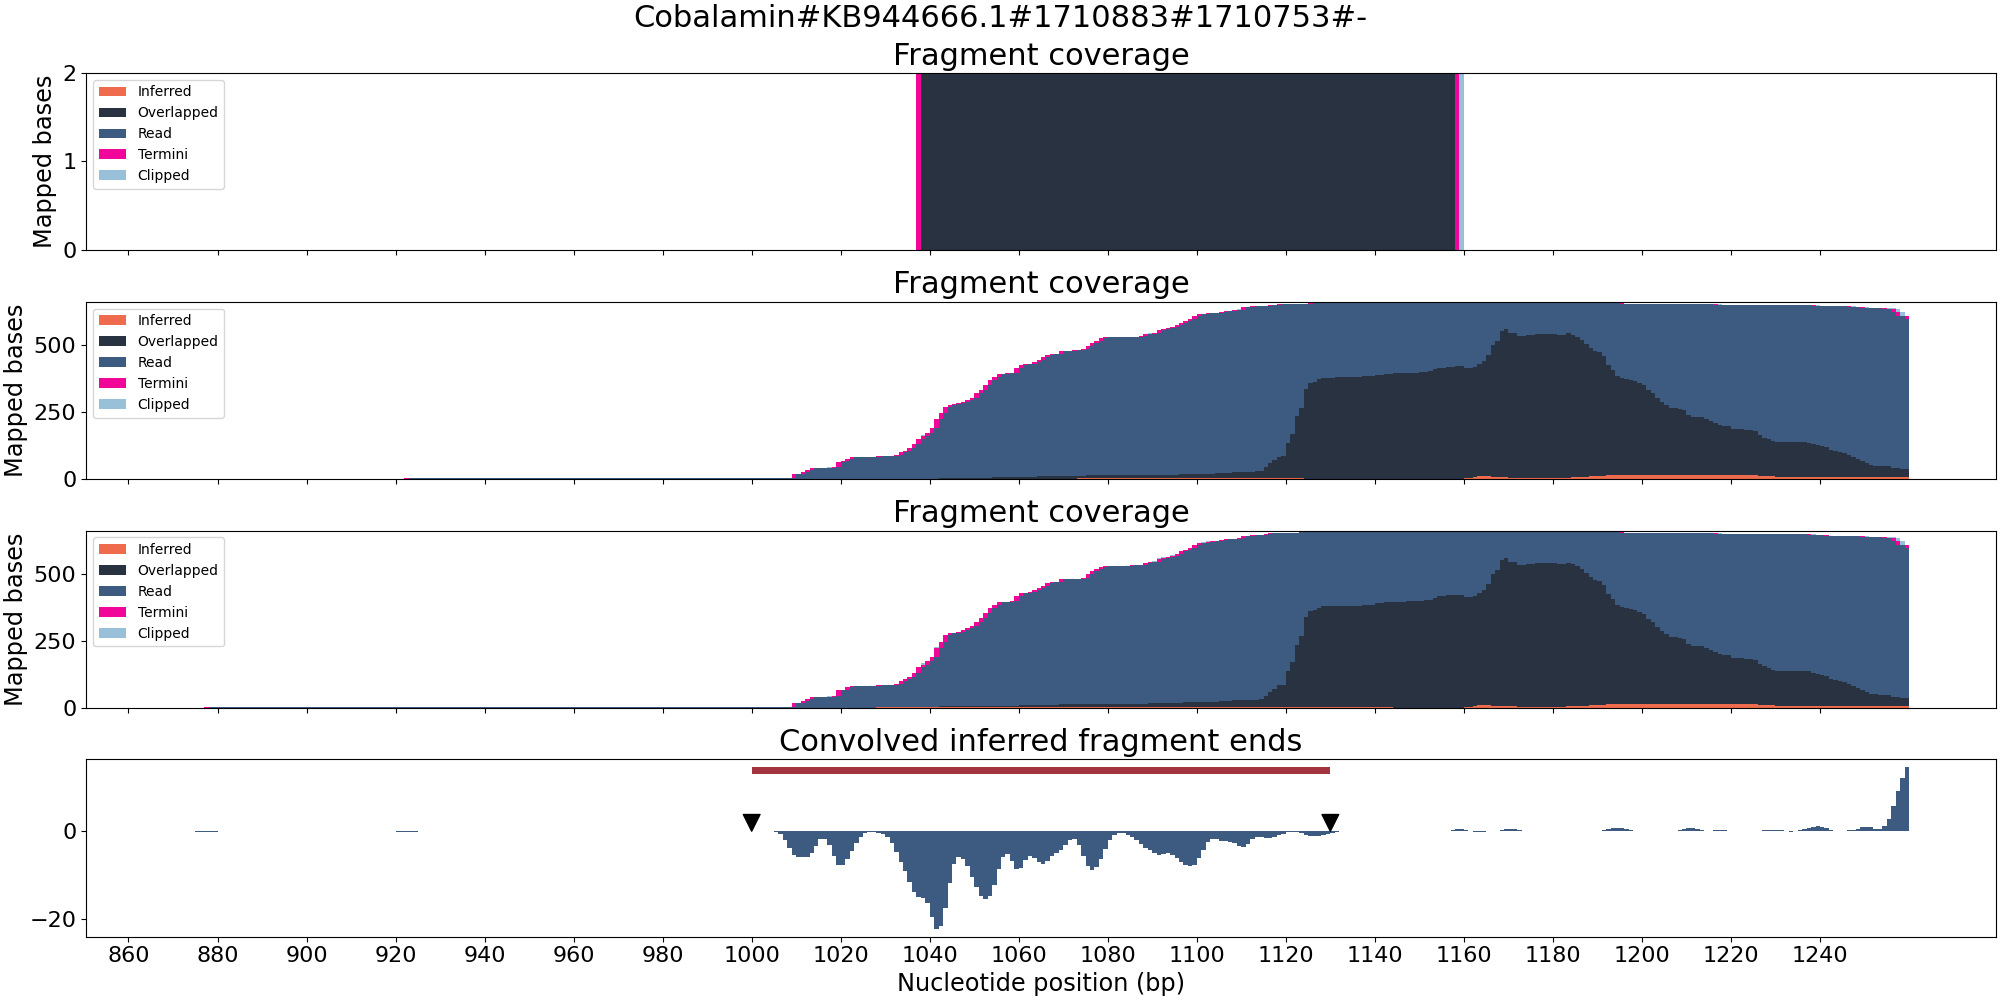 Cobalamin#KB944666.1#1710883#1710753#-
Fragment coverage
Mapped bases
2
1
0
Inferred
Overlapped
Read
Termini
Clipped
Fragment coverage
Mapped bases
500
250
0
Inferred
Overlapped
Read
Termini
Clipped
Fragment coverage
Mapped bases
500
250
0
Inferred
Overlapped
Read
Termini
Clipped
Convolved inferred fragment ends
0
−20
860 880 900 920 940 960 980 1000 1020 1040 1060 1080 1100 1120 1140 1160 1180 1200 1220 1240
Nucleotide position (bp)